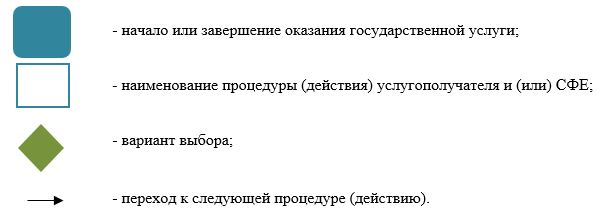 - начало или завершение оказания государственной услуги;
- наименование процедуры (действия) услугополучателя и (или) СФЕ;
- вариант выбора;
- переход к следующей процедуре (действию).